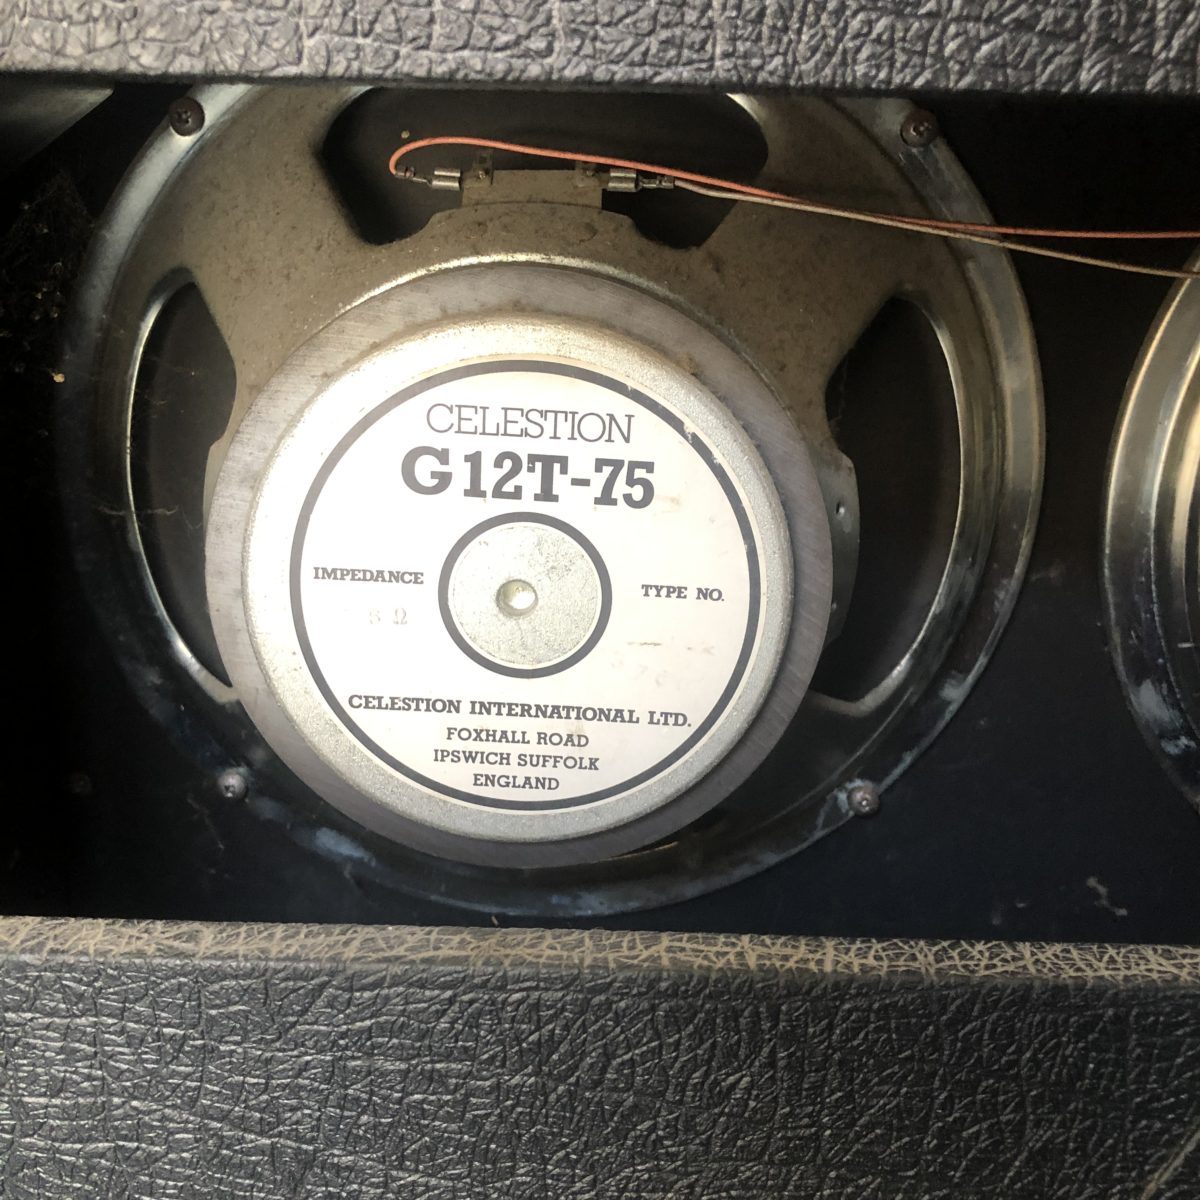 CELESTION
G12T-75
IMPEDANCE
TYPE NO.
8 Ω
CELESTION INTERNATIONAL LTD.
FOXHALL ROAD
IPSWICH SUFFOLK
ENGLAND